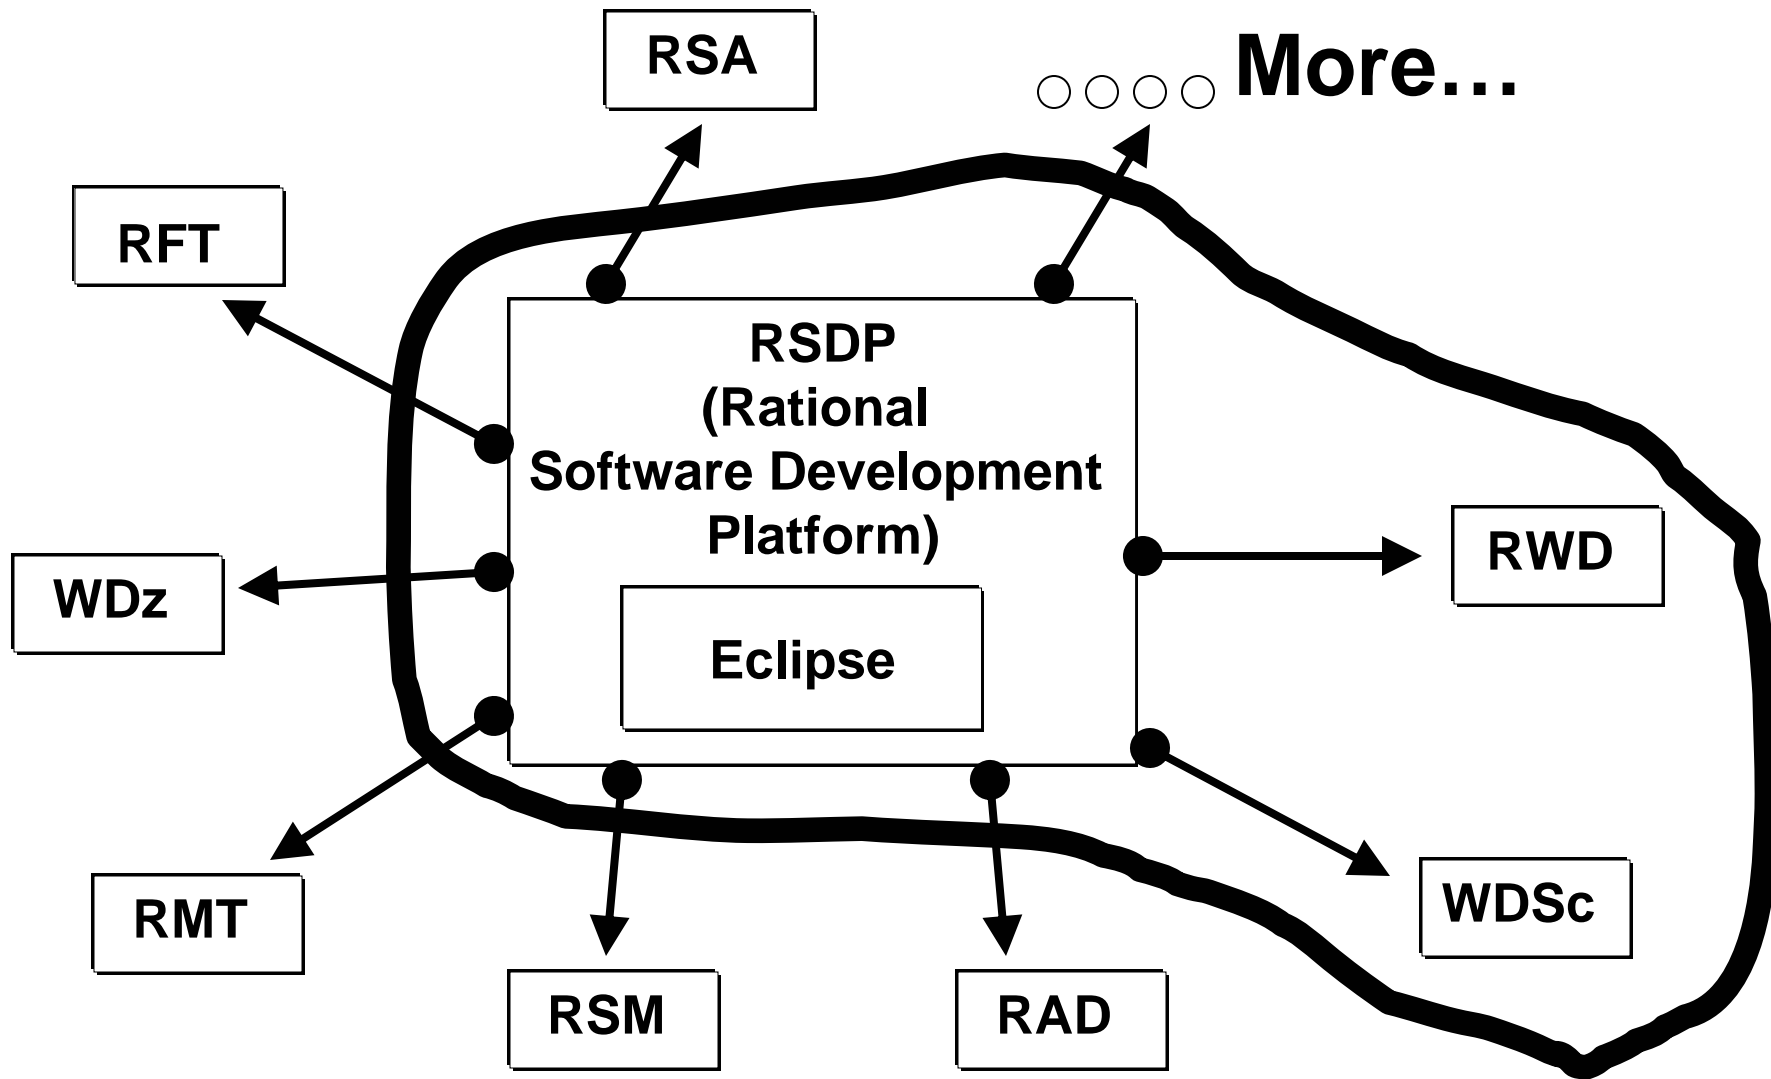 RSA
More...
RFT
RSDP
(Rational
Software Development
Platform)
Eclipse
RWD
WDz
WDSc
RMT
RSM
RAD